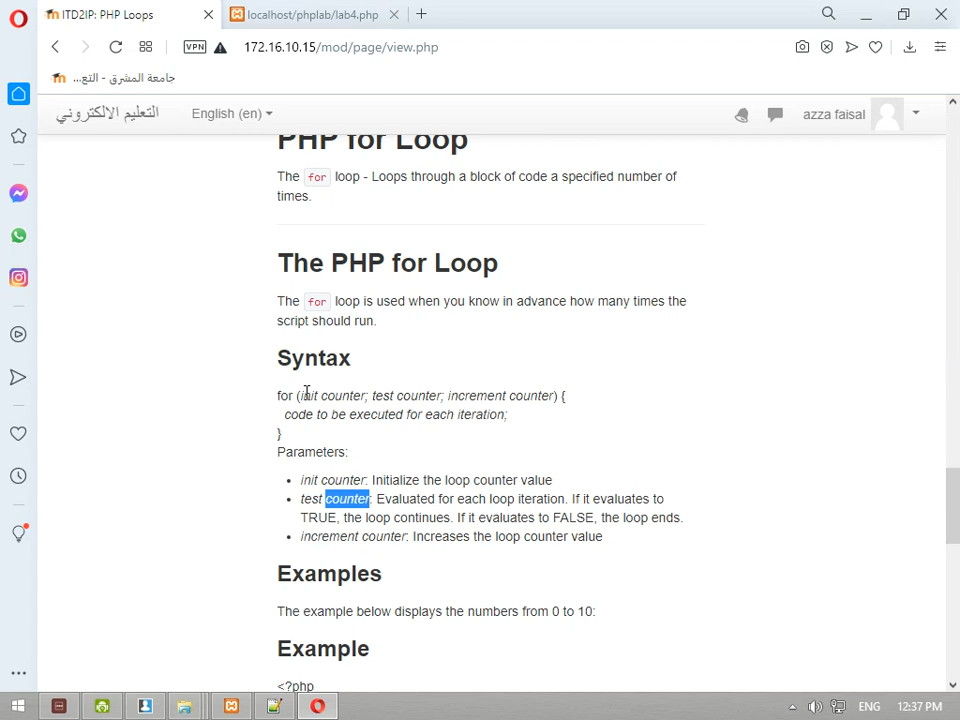 ITD2IP: PHP Loops
localhost/phplab/lab4.php
VPN
172.16.10.15/mod/page/view.php
جامعة المشرق - التع...
التعليم الالكتروني
English (en)
azza faisal
PHP for Loop
The for loop - Loops through a block of code a specified number of
times.
The PHP for Loop
The for loop is used when you know in advance how many times the
script should run.
Syntax
for (init counter; test counter; increment counter) {
code to be executed for each iteration;
}
Parameters:
• init counter: Initialize the loop counter value
• test counter: Evaluated for each loop iteration. If it evaluates to
TRUE, the loop continues. If it evaluates to FALSE, the loop ends.
• increment counter: Increases the loop counter value
Examples
The example below displays the numbers from 0 to 10:
Example
<?php
ENG
12:37 PM